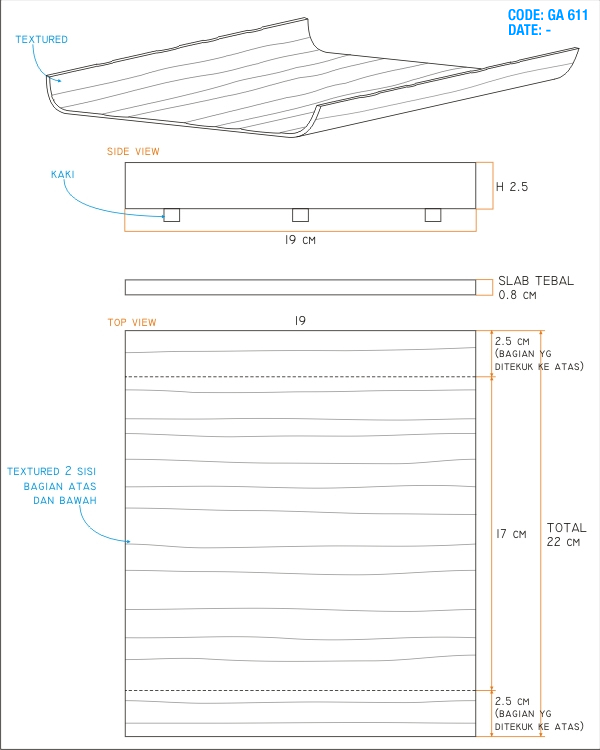 CODE: GA 611
DATE: -
TEXTURED
SIDE VIEW
KAKI
H 2.5
19 CM
SLAB TEBAL
0.8 CM
TOP VIEW
19
2.5 CM
(BAGIAN YG
DITEKUK KE ATAS)
TEXTURED 2 SISI
BAGIAN ATAS
DAN BAWAH
17 CM
TOTAL
22 CM
2.5 CM
(BAGIAN YG
DITEKUK KE ATAS)